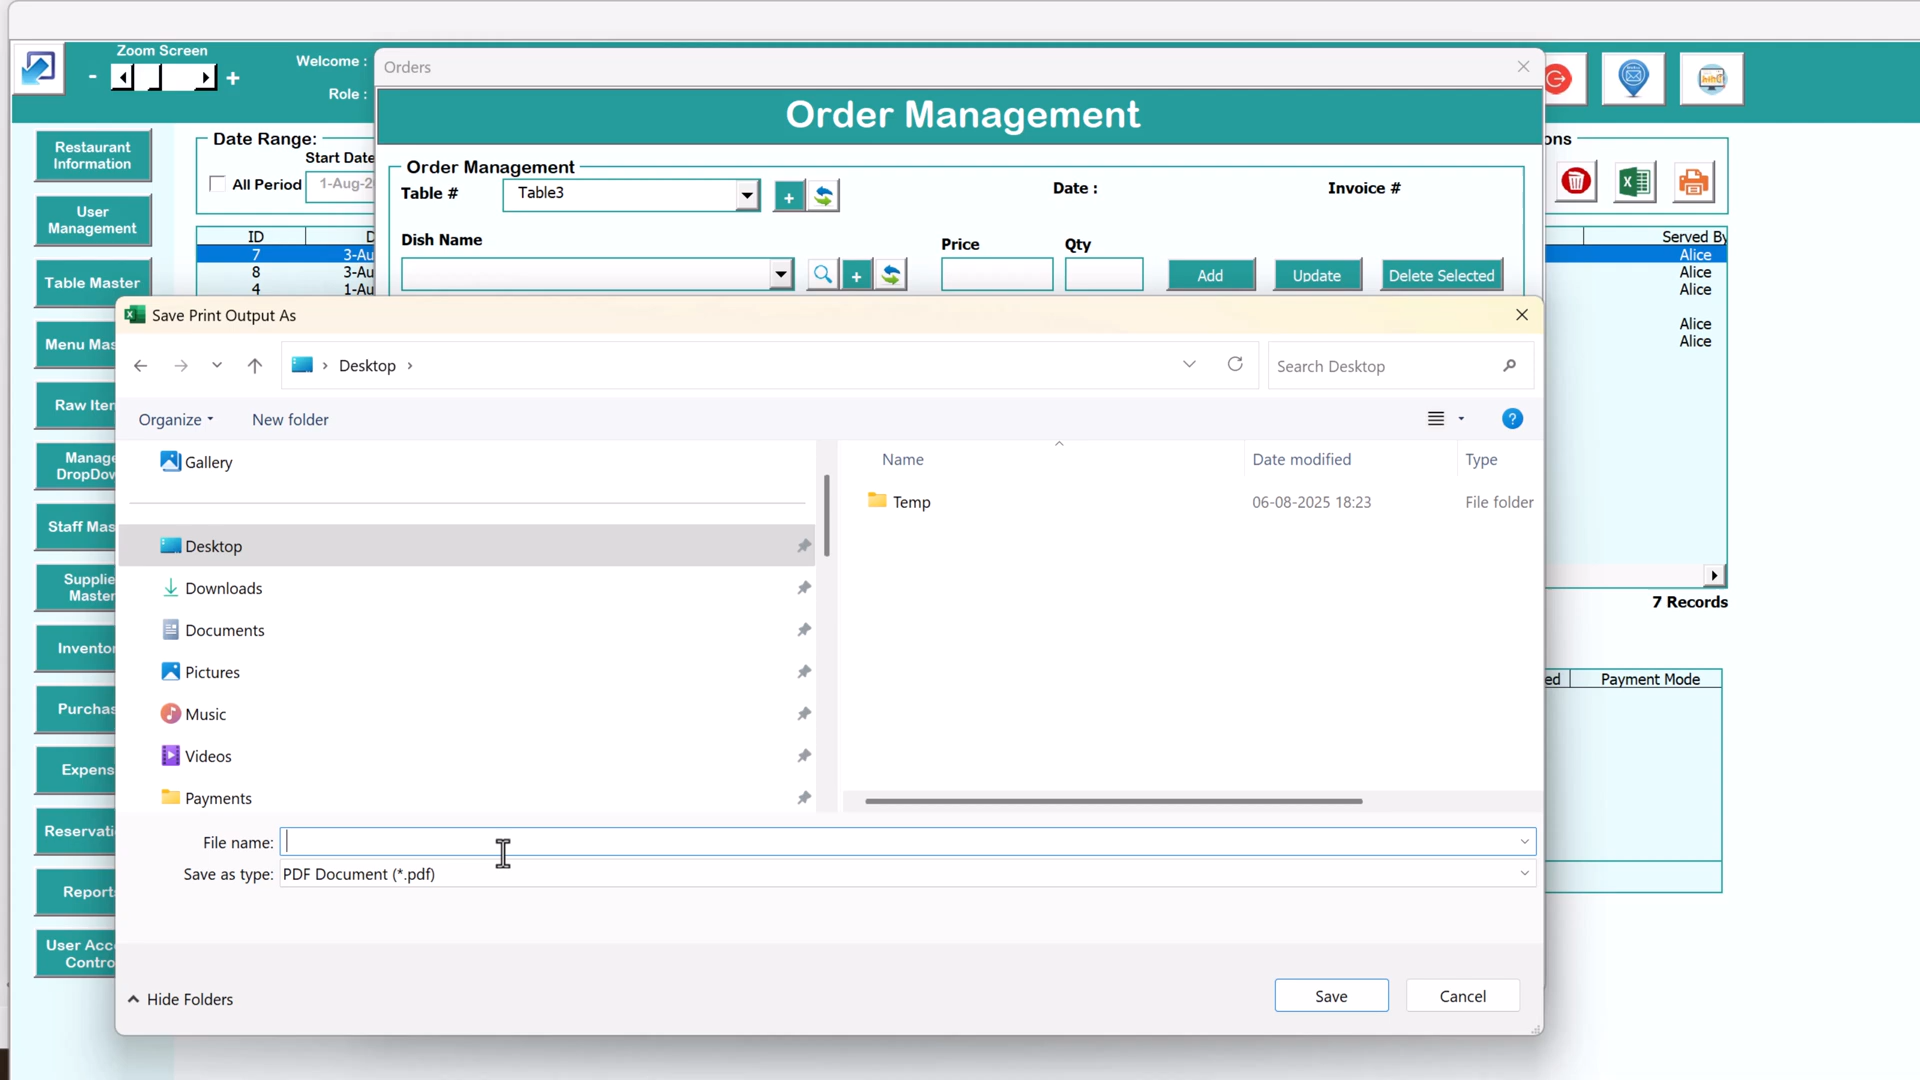 Zoom Screen
- +
Welcome :
Role :
Orders
Order Management
Restaurant
Information
User
Management
Table Master
Menu Mas
Raw Iter
Manage
DropDow
Staff Mas
Supplie
Master
Inventor
Purchas
Expens
Reservati
Report
User Acc
Contro
Date Range:
Start Date
All Period
1-Aug-2
ID
7 3-Au
8 3-Au
4 1-Au
Order Management
Table # Table3
Date :
Invoice #
Dish Name
Price
Qty
Add
Update
Delete Selected
ons
Served By
Alice
Alice
Alice
Alice
Alice
7 Records
ed Payment Mode
Save Print Output As
Desktop
Search Desktop
Organize
New folder
Gallery
Desktop
Downloads
Documents
Pictures
Music
Videos
Payments
Name Date modified Type
Temp 06-08-2025 18:23 File folder
File name:
Save as type: PDF Document (*.pdf)
Hide Folders
Save
Cancel